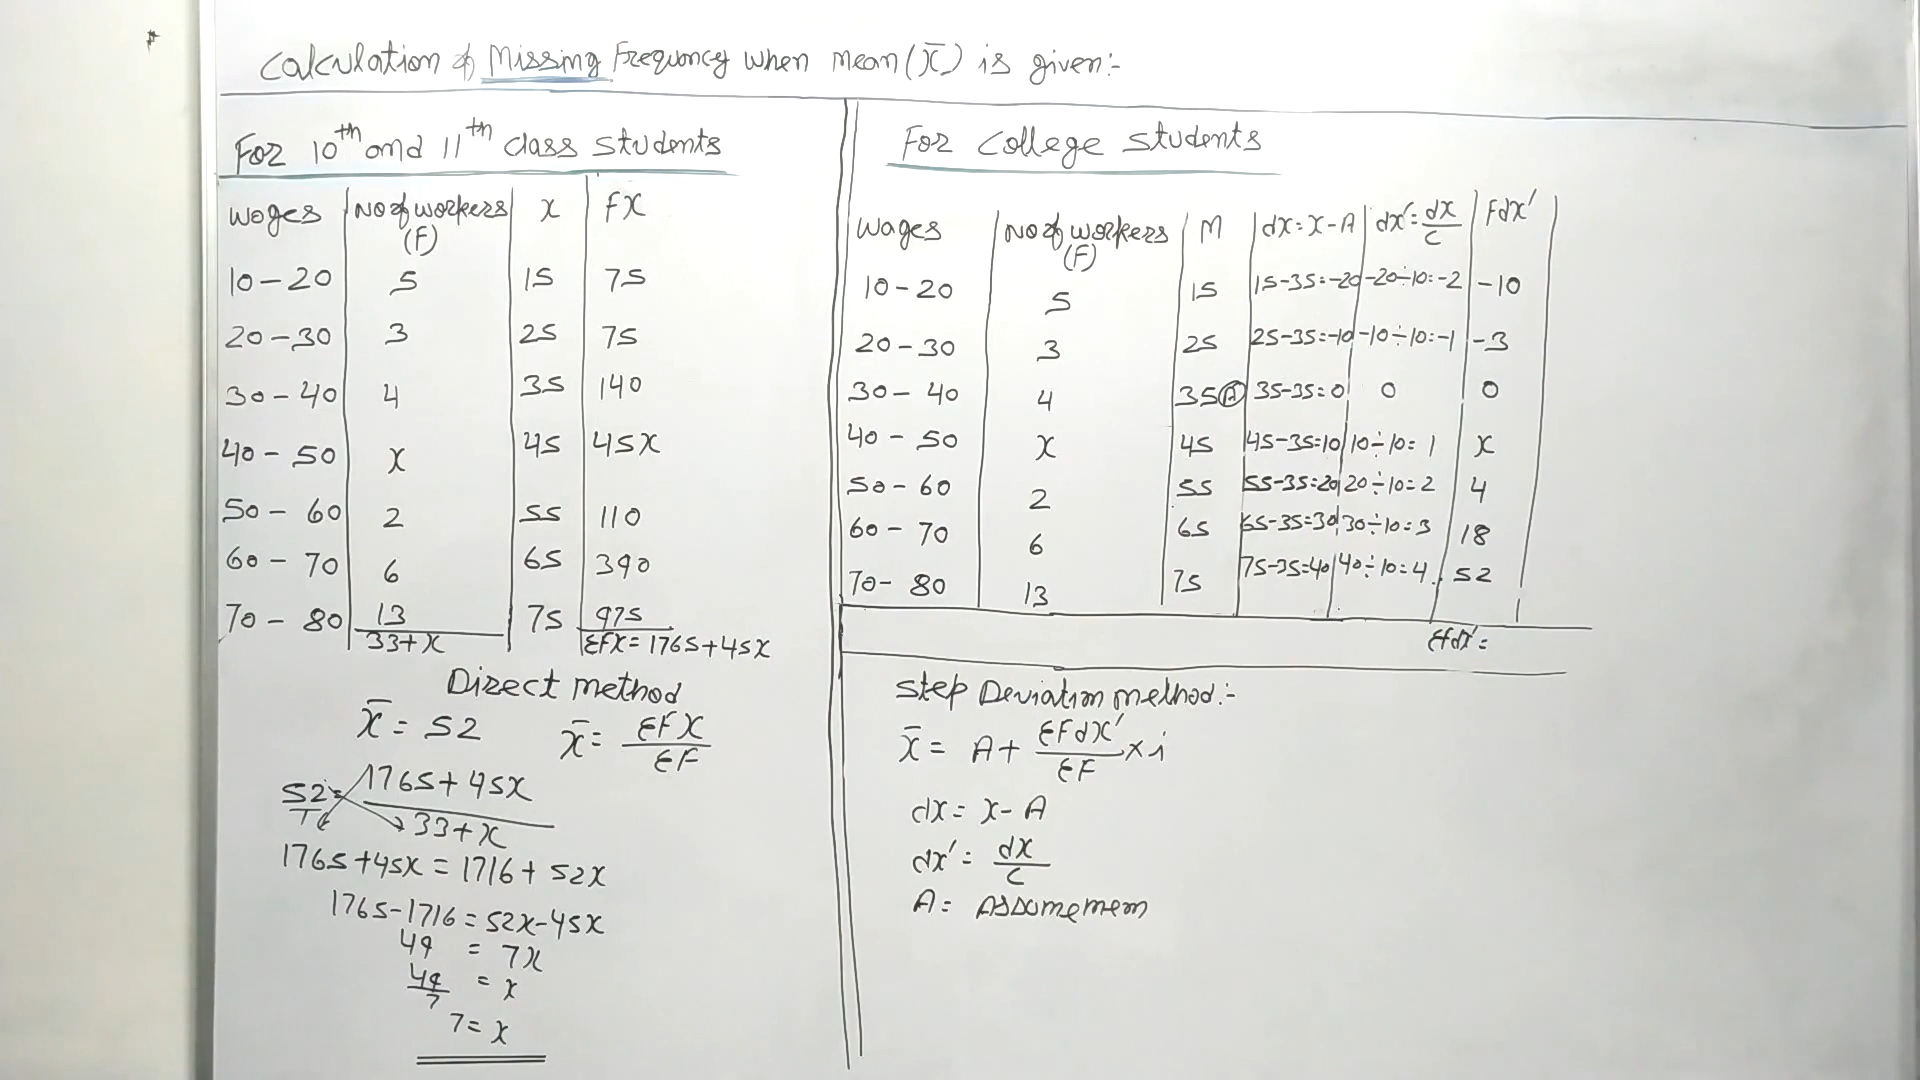 Calculation of Missing Frequency when mean (x̄) is given:-
For 10th and 11th class students
Wages No of workers (F) x FX
10-20 5 15 75
20-30 3 25 75
30-40 4 35 140
40-50 x 45 45x
50-60 2 55 110
60-70 6 65 390
70-80 13 75 975
33+x ΣFX = 1765+45x
Direct method
x̄ = 52 x̄ = ΣFX/ΣF
52/1 = 1765+45x/33+x
1765+45x = 1716+52x
1765-1716 = 52x-45x
49 = 7x
49/7 = x
7 = x
For College students
Wages No of workers (F) M dx = x-A dx' = dx/c Fdx'
10-20 5 15 15-35=-20 -20÷10=-2 -10
20-30 3 25 25-35=-10 -10÷10=-1 -3
30-40 4 35 (A) 35-35=0 0 0
40-50 x 45 45-35=10 10÷10=1 x
50-60 2 55 55-35=20 20÷10=2 4
60-70 6 65 65-35=30 30÷10=3 18
70-80 13 75 75-35=40 40÷10=4 52
Σfdx' =
Step Deviation method:-
x̄ = A + ΣFdx'/ΣF × i
dx = x-A
dx' = dx/c
A = Assume mean